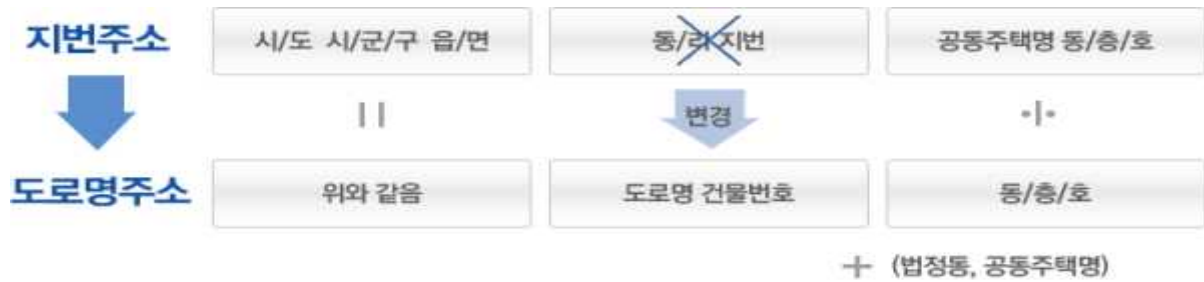 지번주소 시/도 시/군/구 읍/면 동/리 지번 공동주택명 동/층/호
변경
도로명주소 위와 같음 도로명 건물번호 동/층/호
+ (법정동, 공동주택명)